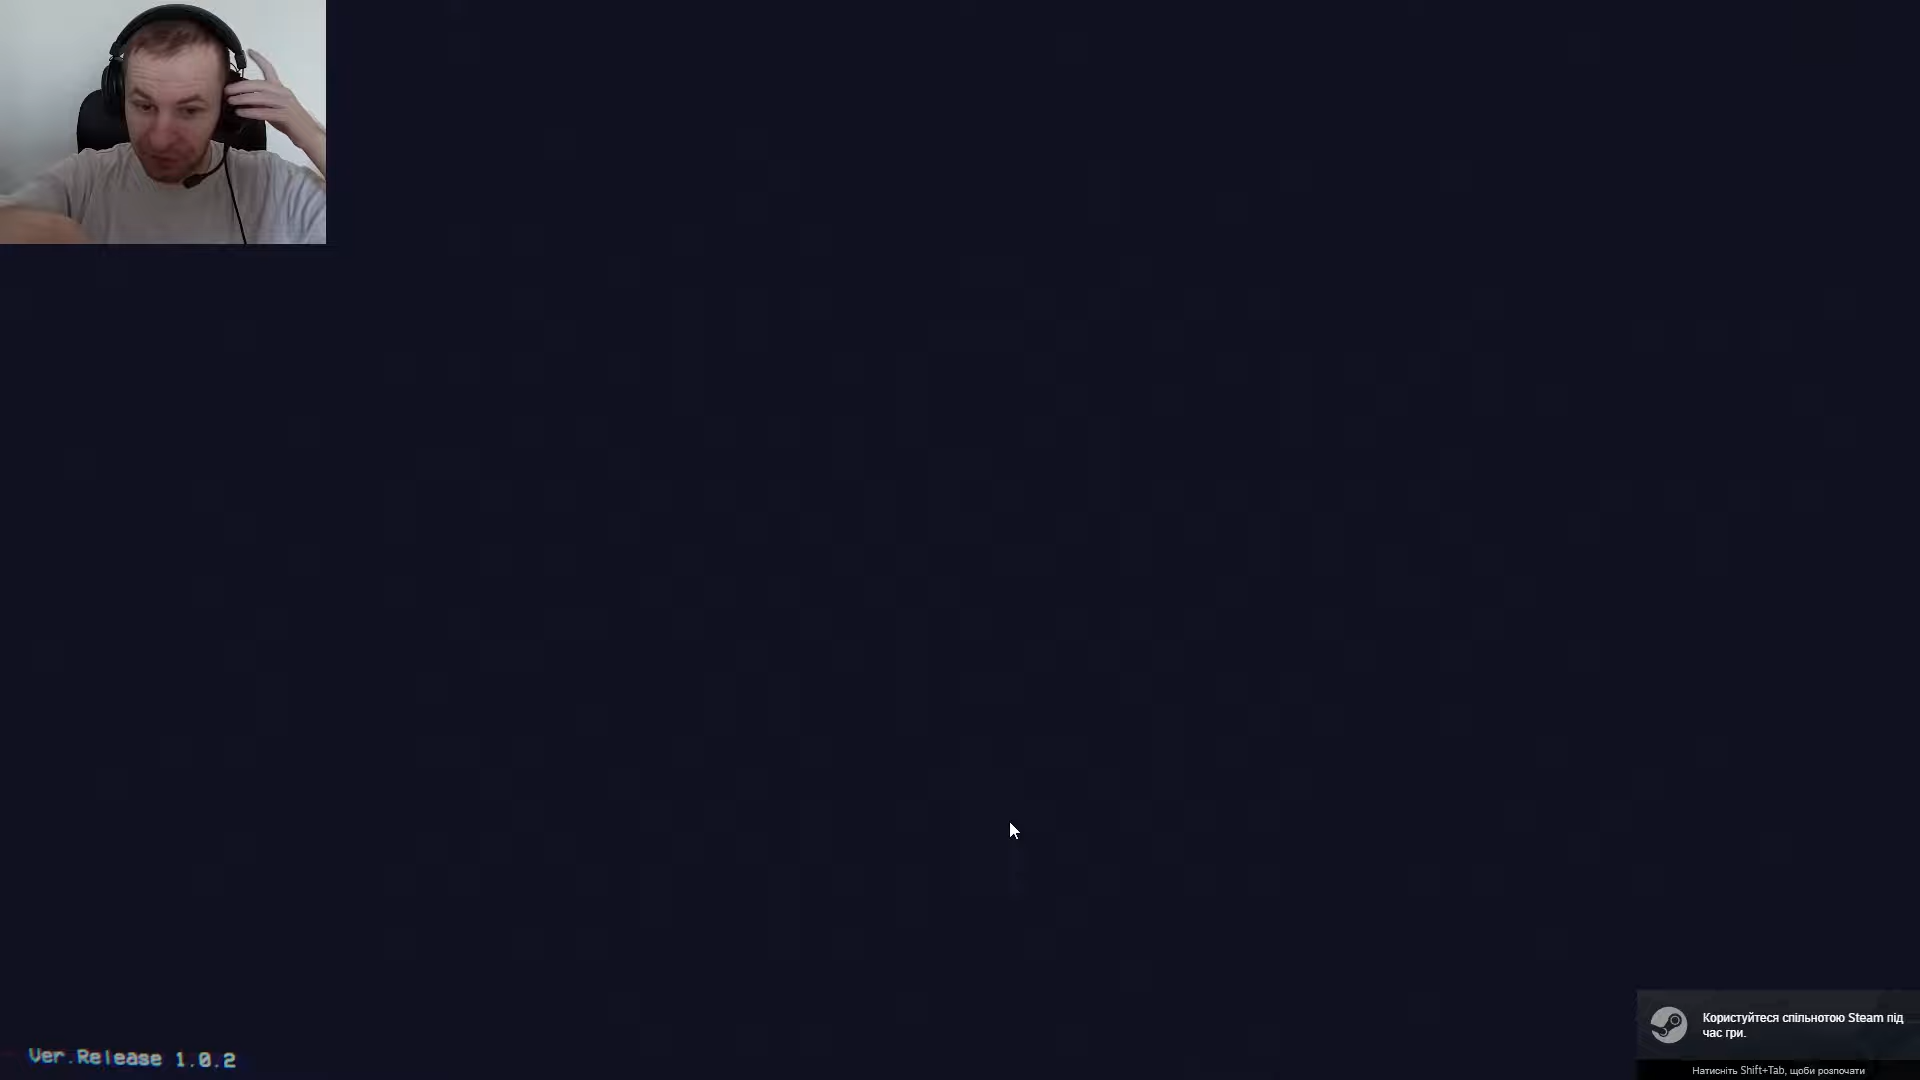 Ver.Release 1.0.2
Користуйтеся спільнотою Steam під
час гри.
Натисніть Shift+Tab, щоби розпочати